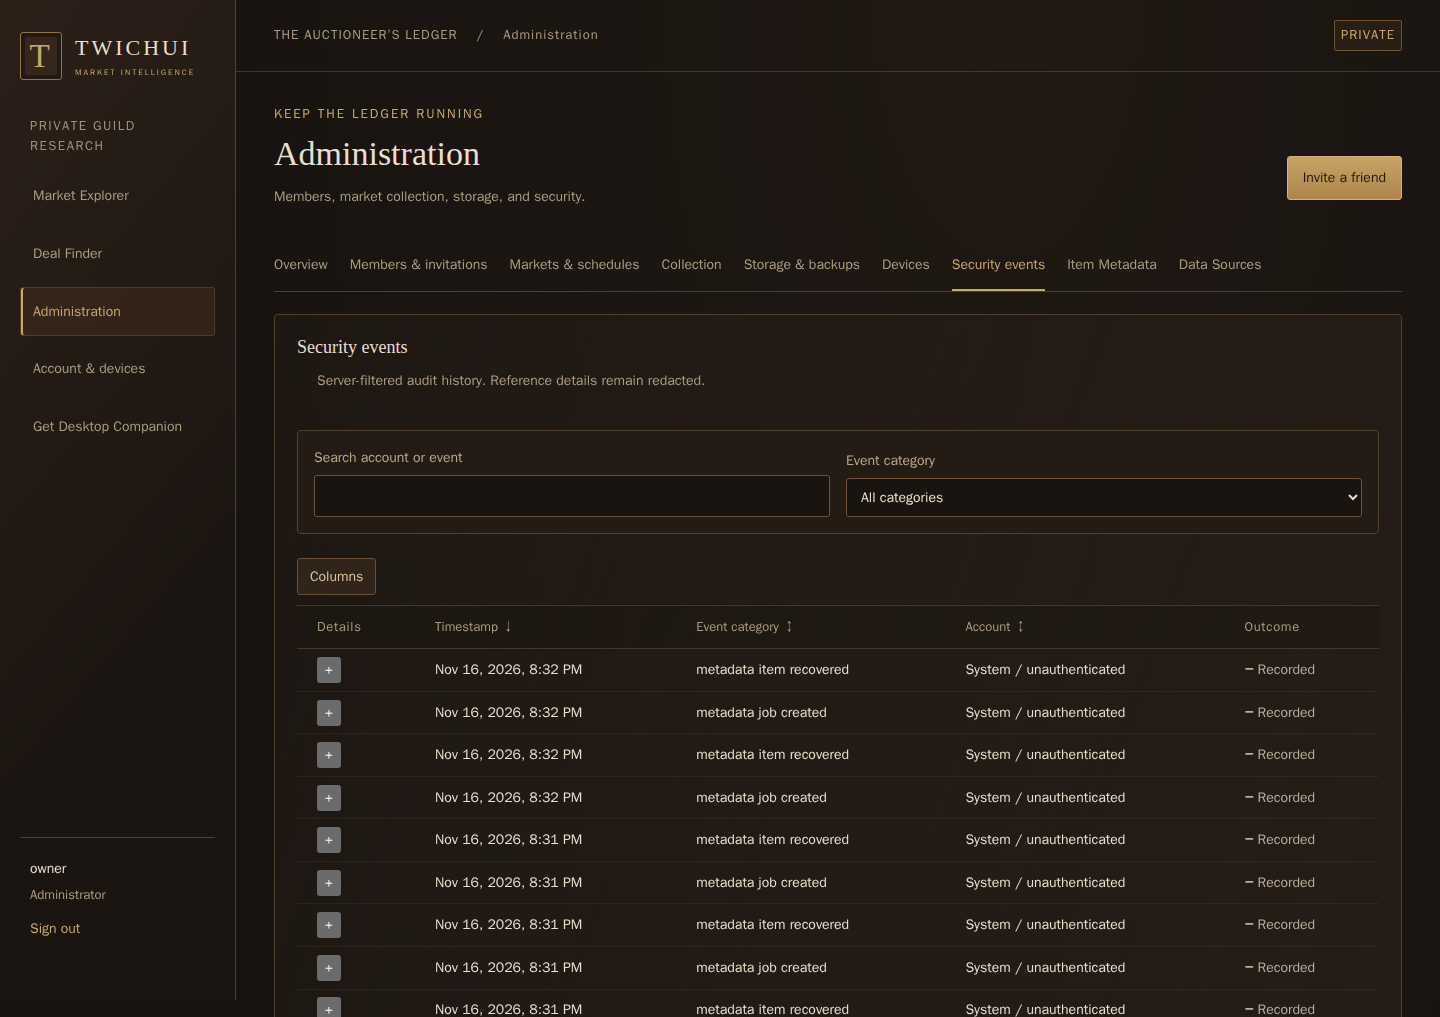 T
TWICHUI
MARKET INTELLIGENCE
PRIVATE GUILD
RESEARCH
Market Explorer
Deal Finder
Administration
Account & devices
Get Desktop Companion
owner
Administrator
Sign out
THE AUCTIONEER'S LEDGER / Administration
PRIVATE
KEEP THE LEDGER RUNNING
Administration
Members, market collection, storage, and security.
Invite a friend
Overview Members & invitations Markets & schedules Collection Storage & backups Devices Security events Item Metadata Data Sources
Security events
Server-filtered audit history. Reference details remain redacted.
Search account or event
Event category
All categories
Columns
Details Timestamp ↓ Event category ↕ Account ↕ Outcome
+ Nov 16, 2026, 8:32 PM metadata item recovered System / unauthenticated – Recorded
+ Nov 16, 2026, 8:32 PM metadata job created System / unauthenticated – Recorded
+ Nov 16, 2026, 8:32 PM metadata item recovered System / unauthenticated – Recorded
+ Nov 16, 2026, 8:32 PM metadata job created System / unauthenticated – Recorded
+ Nov 16, 2026, 8:31 PM metadata item recovered System / unauthenticated – Recorded
+ Nov 16, 2026, 8:31 PM metadata job created System / unauthenticated – Recorded
+ Nov 16, 2026, 8:31 PM metadata item recovered System / unauthenticated – Recorded
+ Nov 16, 2026, 8:31 PM metadata job created System / unauthenticated – Recorded
+ Nov 16, 2026, 8:31 PM metadata item recovered System / unauthenticated – Recorded